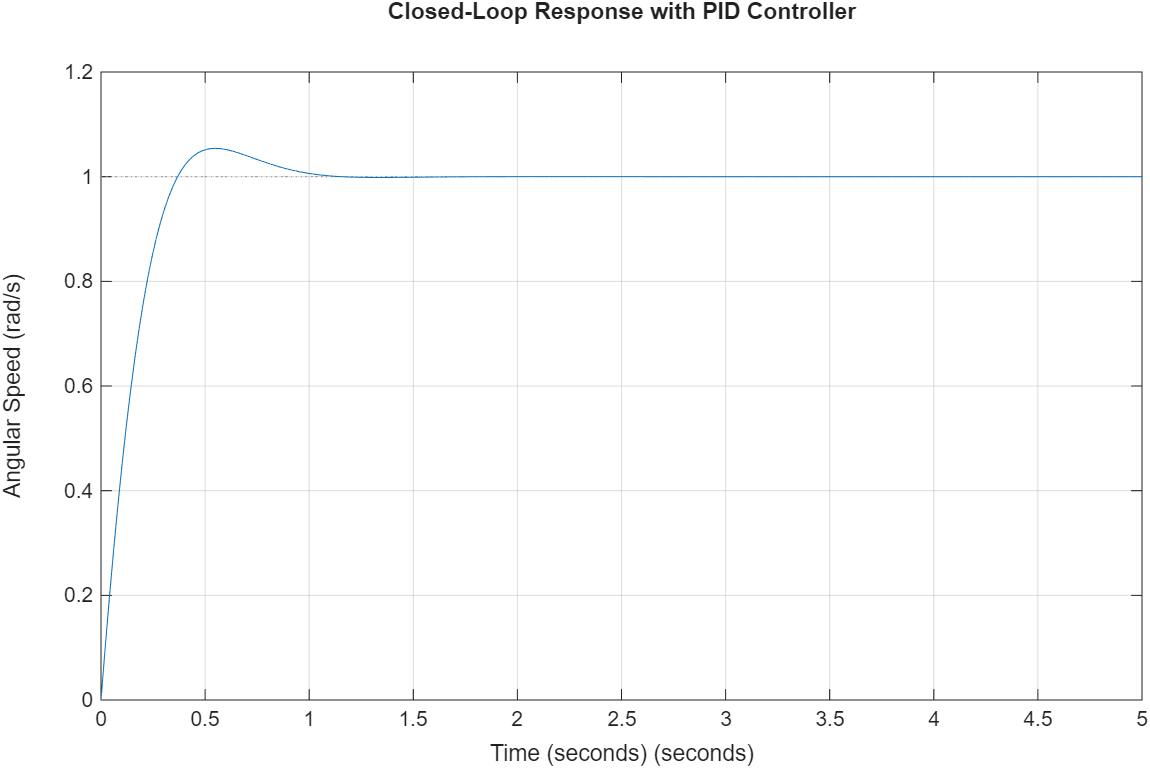 Closed-Loop Response with PID Controller
1.2
1
0.8
0.6
0.4
0.2
0
Angular Speed (rad/s)
0 0.5 1 1.5 2 2.5 3 3.5 4 4.5 5
Time (seconds) (seconds)